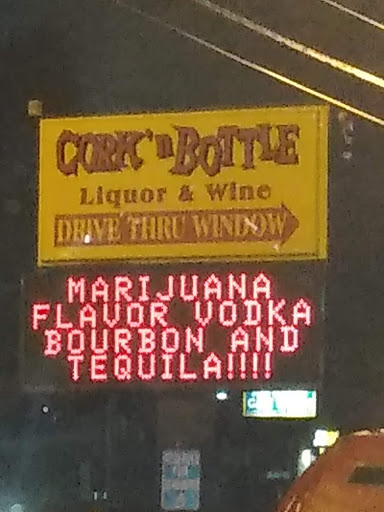 CORK'n BOTTLE
Liquor & Wine
DRIVE THRU WINDOW
MARIJUANA
FLAVOR VODKA
BOURBON AND
TEQUILA!!!!